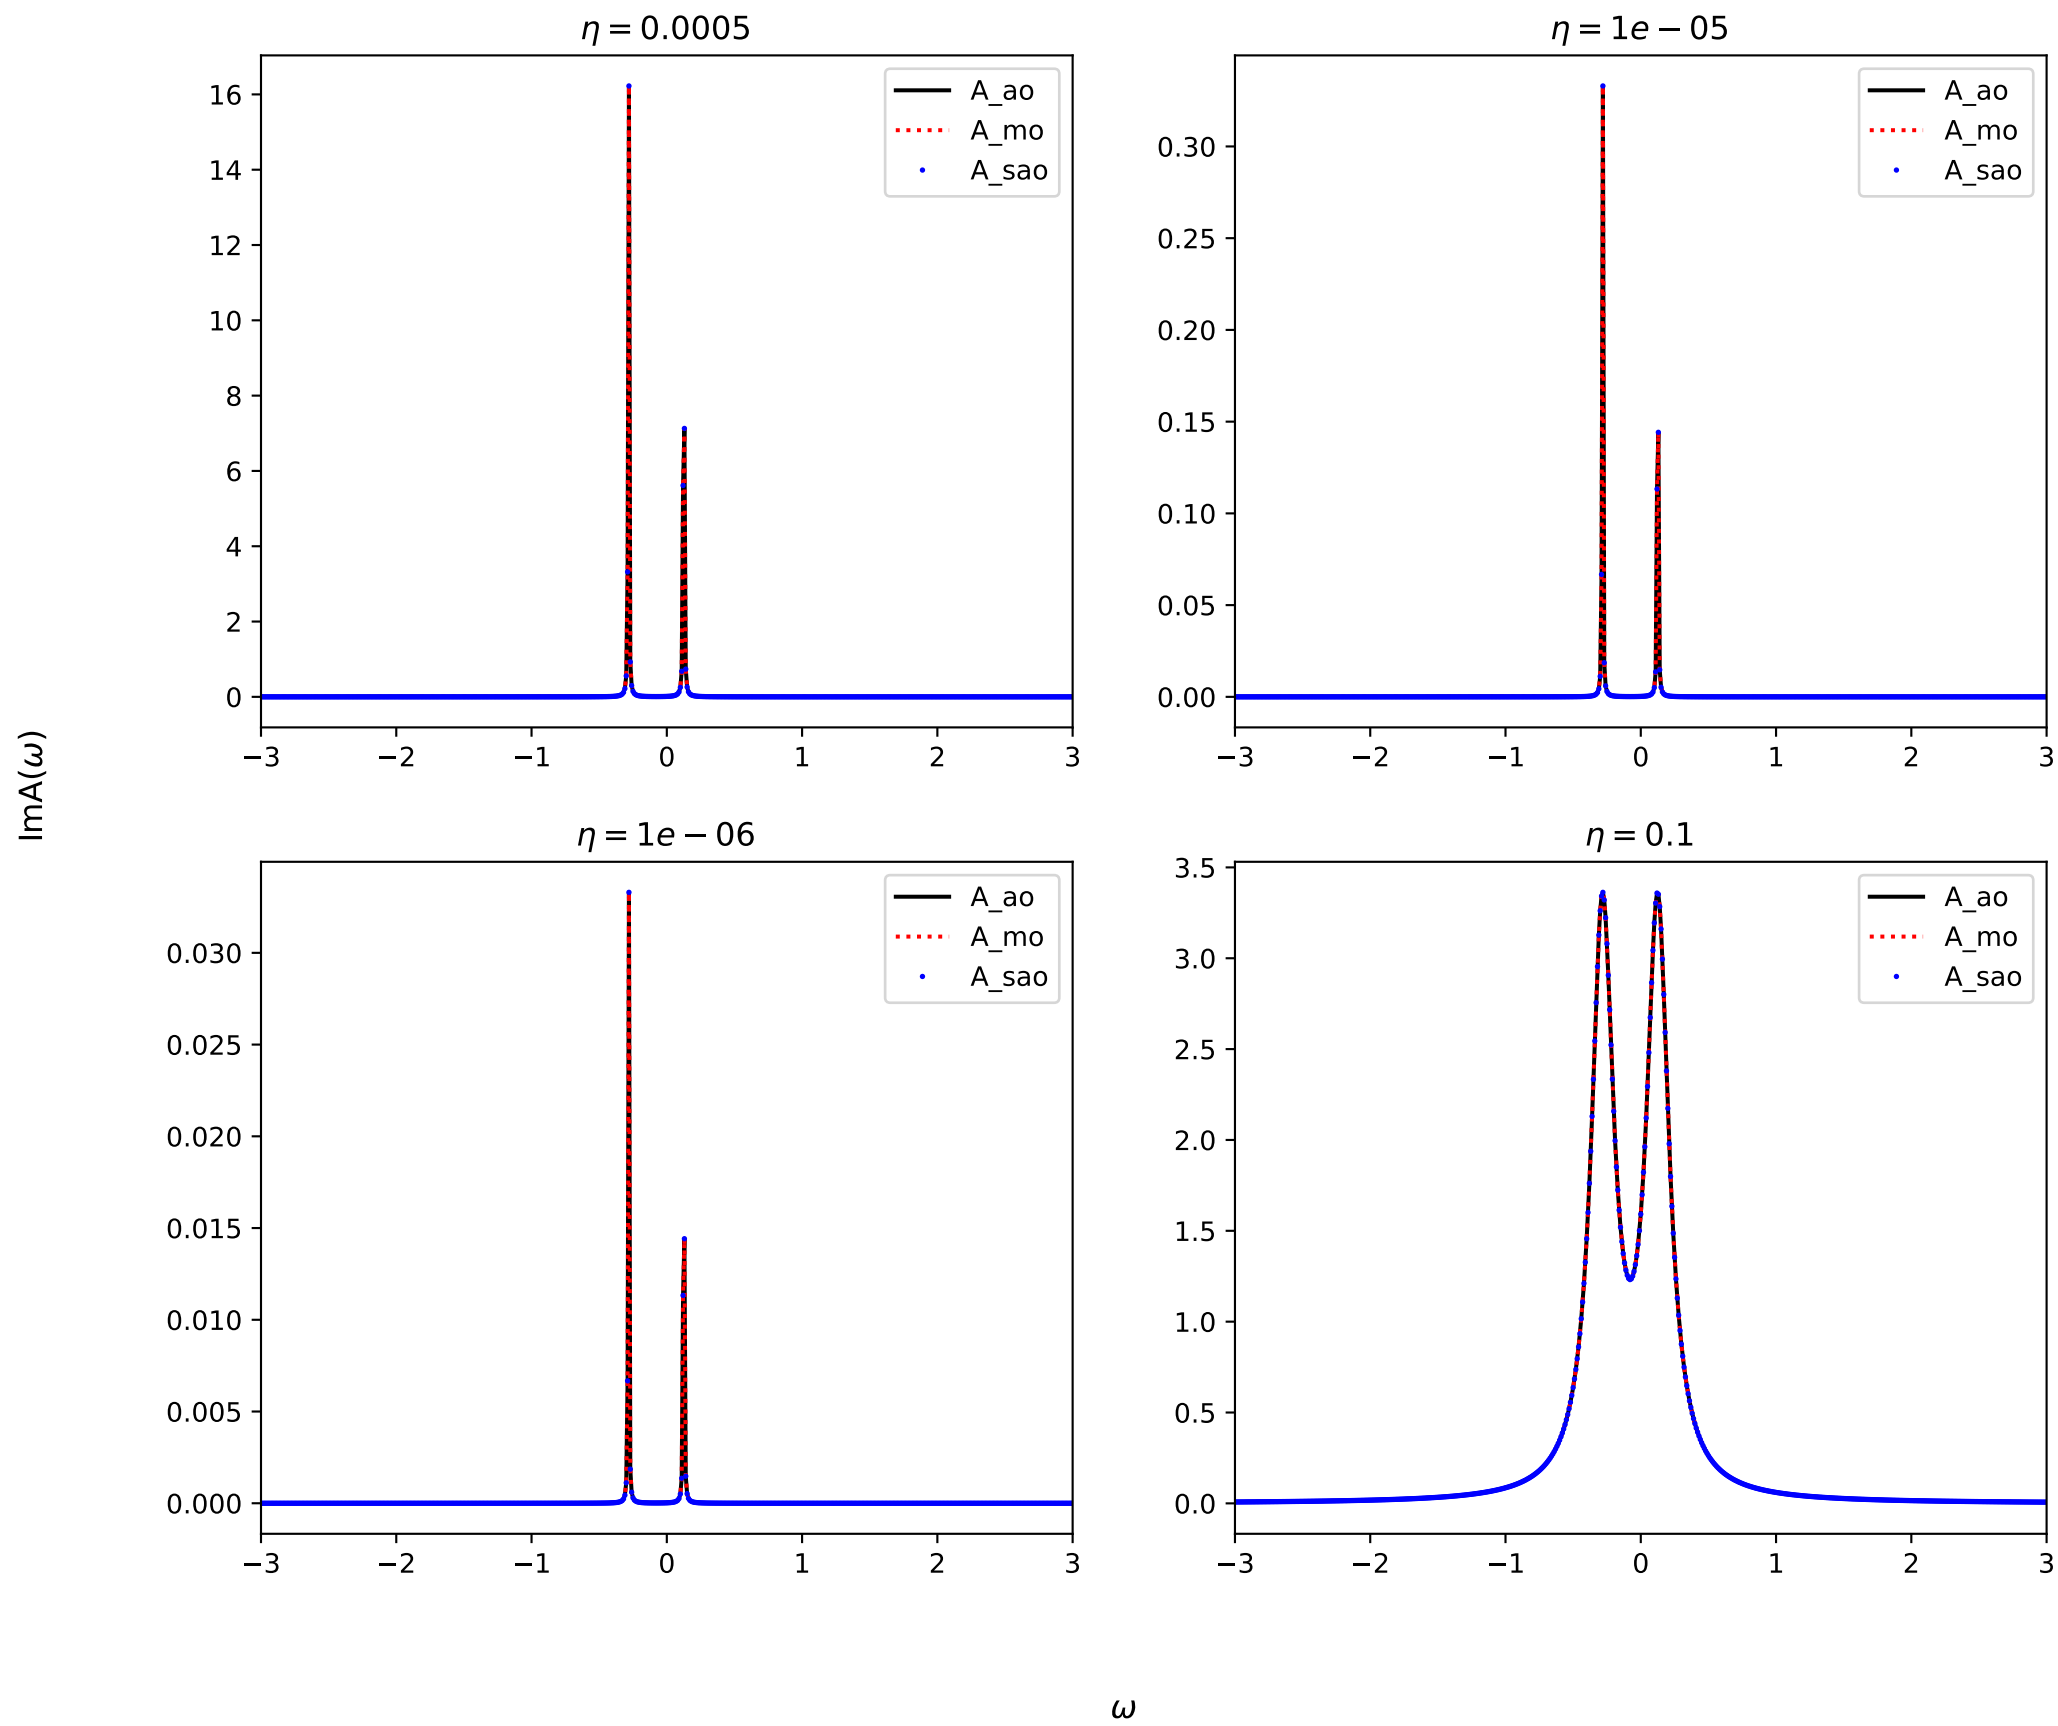 η = 0.0005
16
14
12
10
8
6
4
2
0
−3 −2 −1 0 1 2 3
A_ao
A_mo
A_sao
η = 1e − 05
0.30
0.25
0.20
0.15
0.10
0.05
0.00
−3 −2 −1 0 1 2 3
A_ao
A_mo
A_sao
ImA(ω)
η = 1e − 06
0.030
0.025
0.020
0.015
0.010
0.005
0.000
−3 −2 −1 0 1 2 3
A_ao
A_mo
A_sao
η = 0.1
3.5
3.0
2.5
2.0
1.5
1.0
0.5
0.0
−3 −2 −1 0 1 2 3
A_ao
A_mo
A_sao
ω